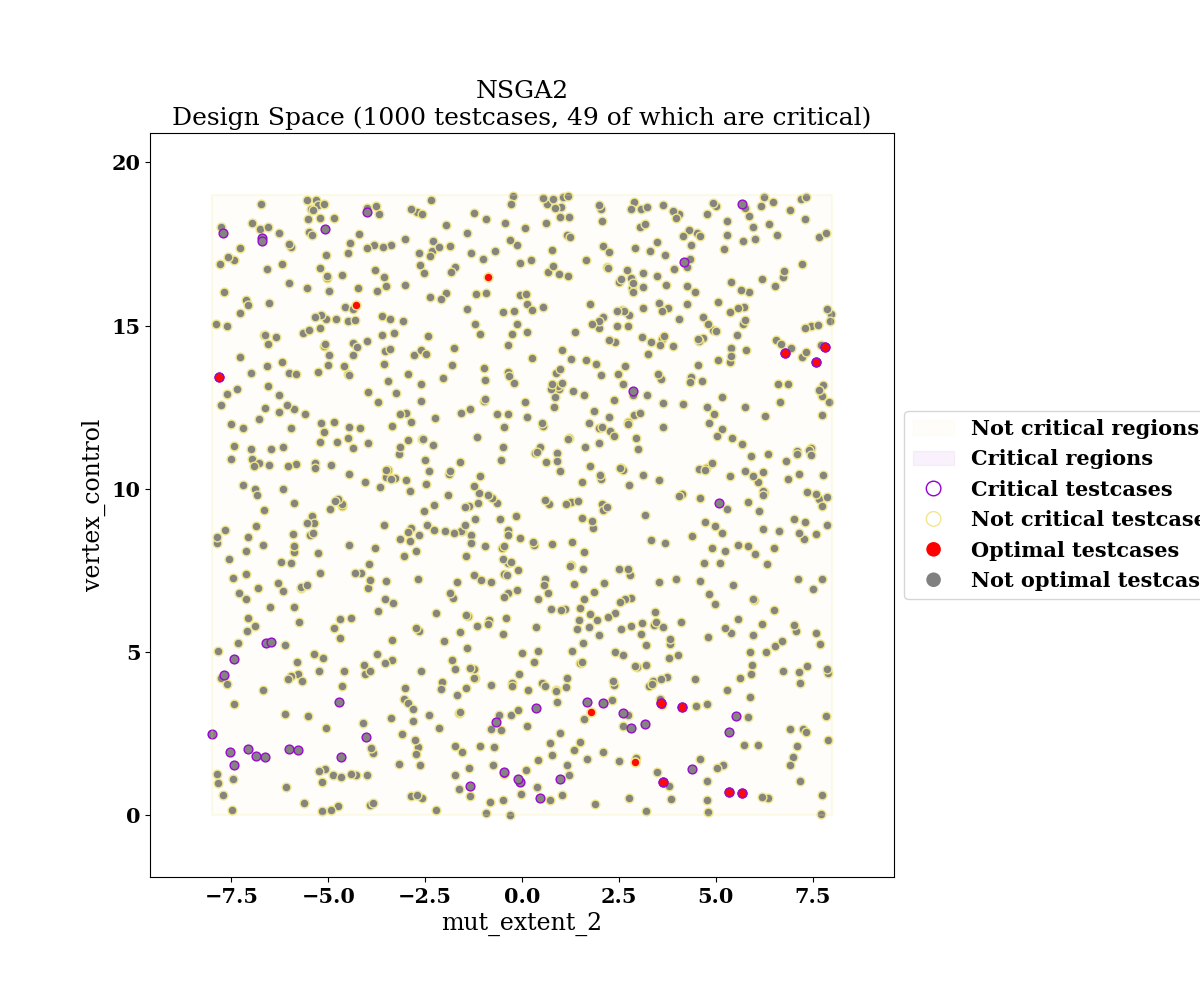 NSGA2
Design Space (1000 testcases, 49 of which are critical)
20
15
10
5
0
vertex_control
−7.5
−5.0
−2.5
0.0
2.5
5.0
7.5
mut_extent_2
Not critical regions
Critical regions
Critical testcases
Not critical testcase
Optimal testcases
Not optimal testcas